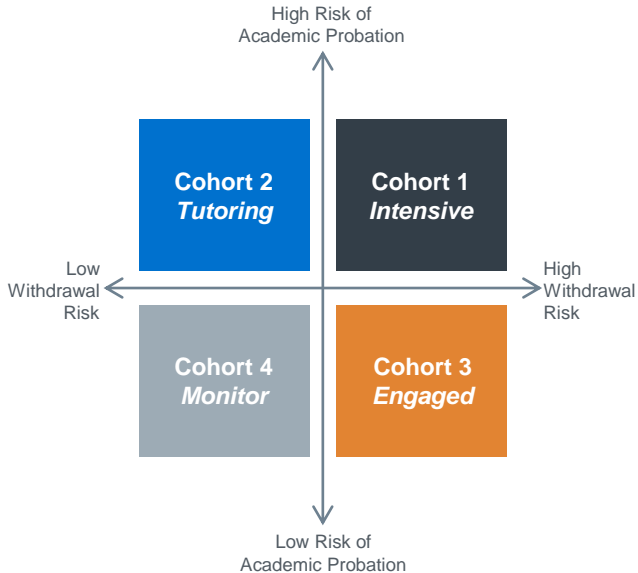 High Risk of
Academic Probation
Cohort 2
Tutoring
Cohort 1
Intensive
Low
Withdrawal
Risk
High
Withdrawal
Risk
Cohort 4
Monitor
Cohort 3
Engaged
Low Risk of
Academic Probation